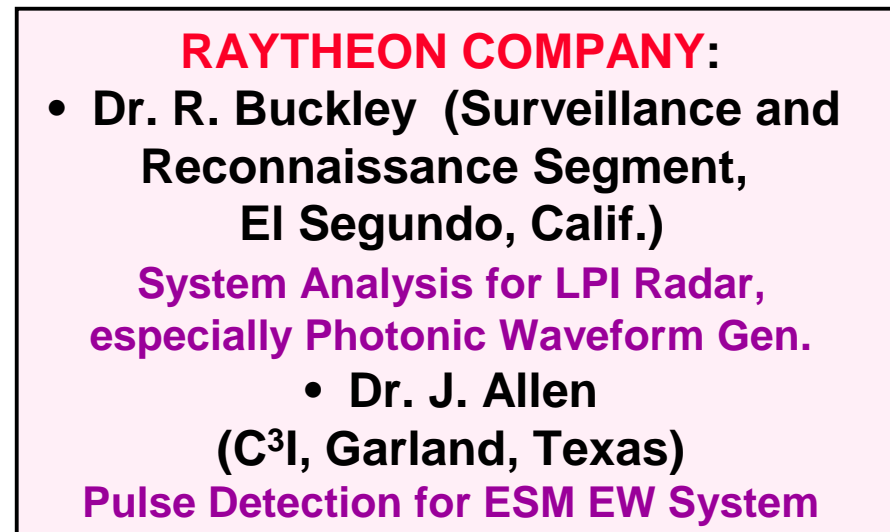 RAYTHEON COMPANY:
• Dr. R. Buckley (Surveillance and
Reconnaissance Segment,
El Segundo, Calif.)
System Analysis for LPI Radar,
especially Photonic Waveform Gen.
• Dr. J. Allen
(C³I, Garland, Texas)
Pulse Detection for ESM EW System